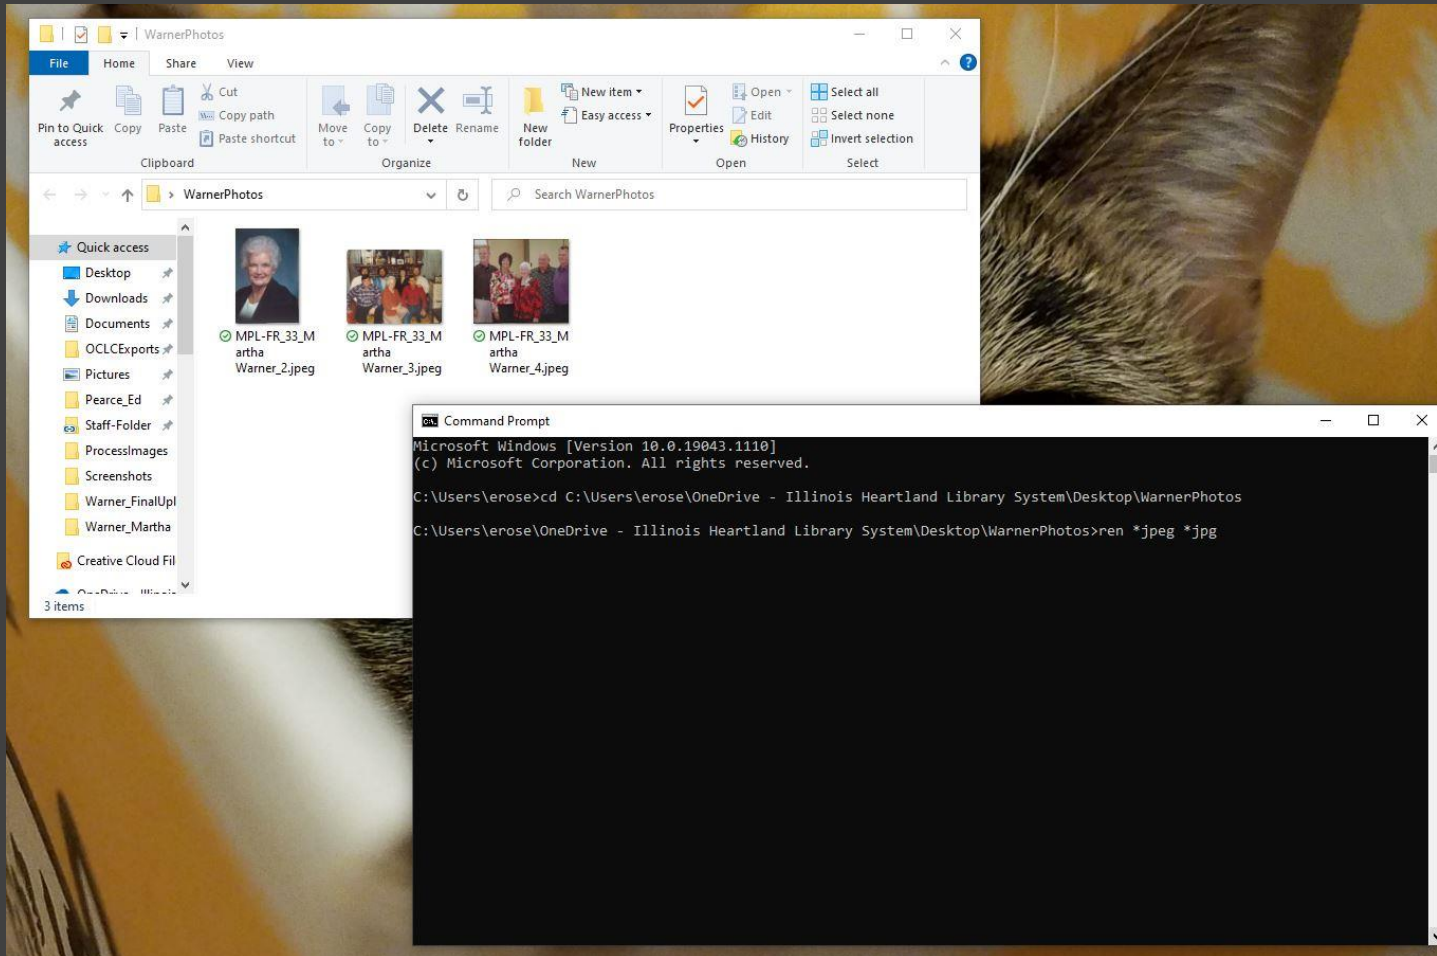 WarnerPhotos
File Home Share View
Pin to Quick access
Copy
Paste
Cut
Copy path
Paste shortcut
Clipboard
Move to
Copy to
Delete
Rename
Organize
New folder
New item
Easy access
New
Properties
Open
Edit
History
Open
Select all
Select none
Invert selection
Select
WarnerPhotos
Search WarnerPhotos
Quick access
Desktop
Downloads
Documents
OCLCExports
Pictures
Pearce_Ed
Staff-Folder
ProcessImages
Screenshots
Warner_FinalUpl
Warner_Martha
Creative Cloud Fil
OneDrive - Illinois
3 items
MPL-FR_33_M
artha
Warner_2.jpeg
MPL-FR_33_M
artha
Warner_3.jpeg
MPL-FR_33_M
artha
Warner_4.jpeg
Command Prompt
Microsoft Windows [Version 10.0.19043.1110]
(c) Microsoft Corporation. All rights reserved.
C:\Users\erose>cd C:\Users\erose\OneDrive - Illinois Heartland Library System\Desktop\WarnerPhotos
C:\Users\erose\OneDrive - Illinois Heartland Library System\Desktop\WarnerPhotos>ren *jpeg *jpg